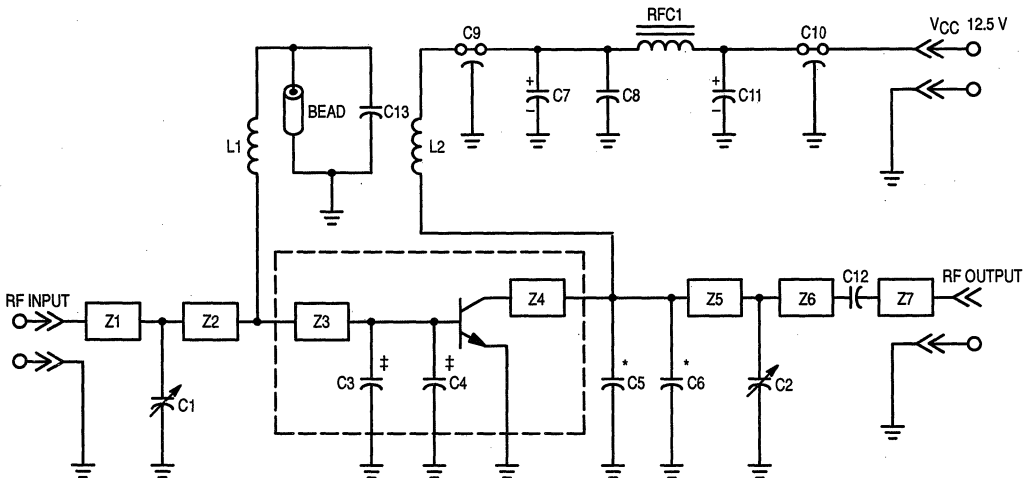 RFC1
C9
C10
V_CC 12.5 V
+
C7
–
C8
+
C11
–
BEAD
C13
L1
L2
RF INPUT
Z1
Z2
Z3
Z4
Z5
Z6
C12
Z7
RF OUTPUT
C1
C3 ‡
C4 ‡
C5 *
C6 *
C2